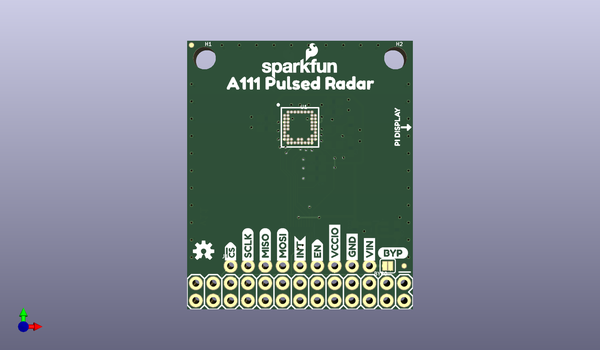 H1
H2
sparkfun
A111 Pulsed Radar
PI DISPLAY
CS
SCLK
MISO
MOSI
INT
EN
VCCIO
GND
VIN
BYP